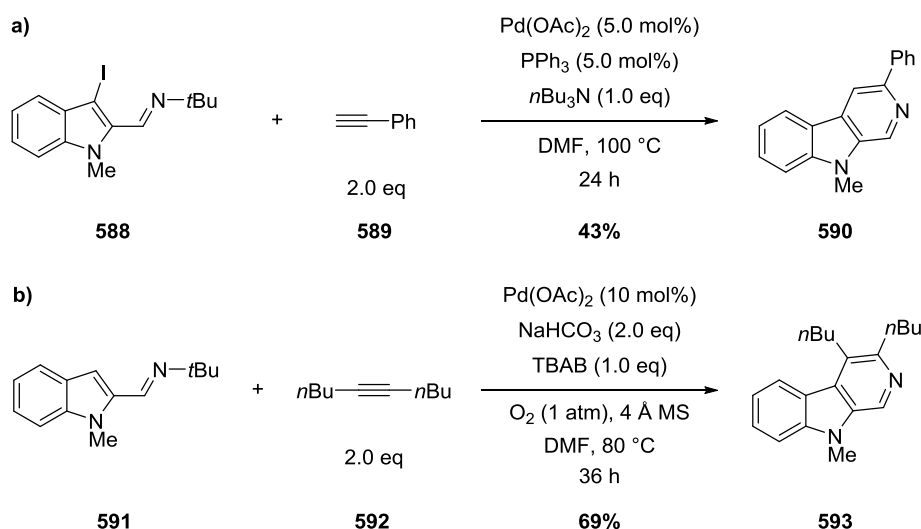 a)
Pd(OAc)₂ (5.0 mol%)
PPh₃ (5.0 mol%)
nBu₃N (1.0 eq)
DMF, 100 °C
24 h
43%
I
N
tBu
N
Me
588
+
Ph
2.0 eq
589
Ph
N
N
Me
590
b)
Pd(OAc)₂ (10 mol%)
NaHCO₃ (2.0 eq)
TBAB (1.0 eq)
O₂ (1 atm), 4 Å MS
DMF, 80 °C
36 h
69%
N
tBu
N
Me
591
+
nBu
nBu
2.0 eq
592
nBu
nBu
N
N
Me
593